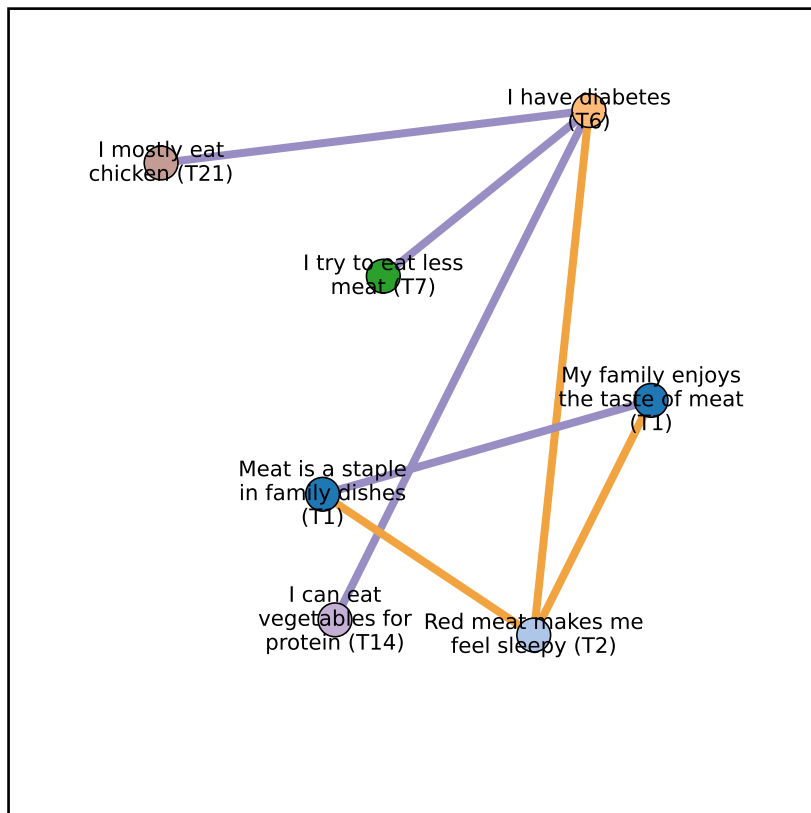 I have diabetes
(T6)
I mostly eat
chicken (T21)
I try to eat less
meat (T7)
My family enjoys
the taste of meat
(T1)
Meat is a staple
in family dishes
(T1)
I can eat
vegetables for
protein (T14)
Red meat makes me
feel sleepy (T2)